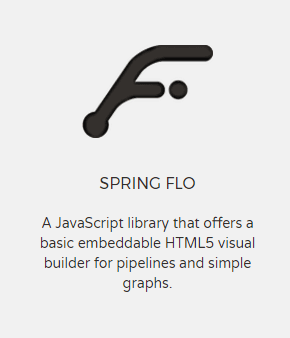 SPRING FLO
A JavaScript library that offers a
basic embeddable HTML5 visual
builder for pipelines and simple
graphs.